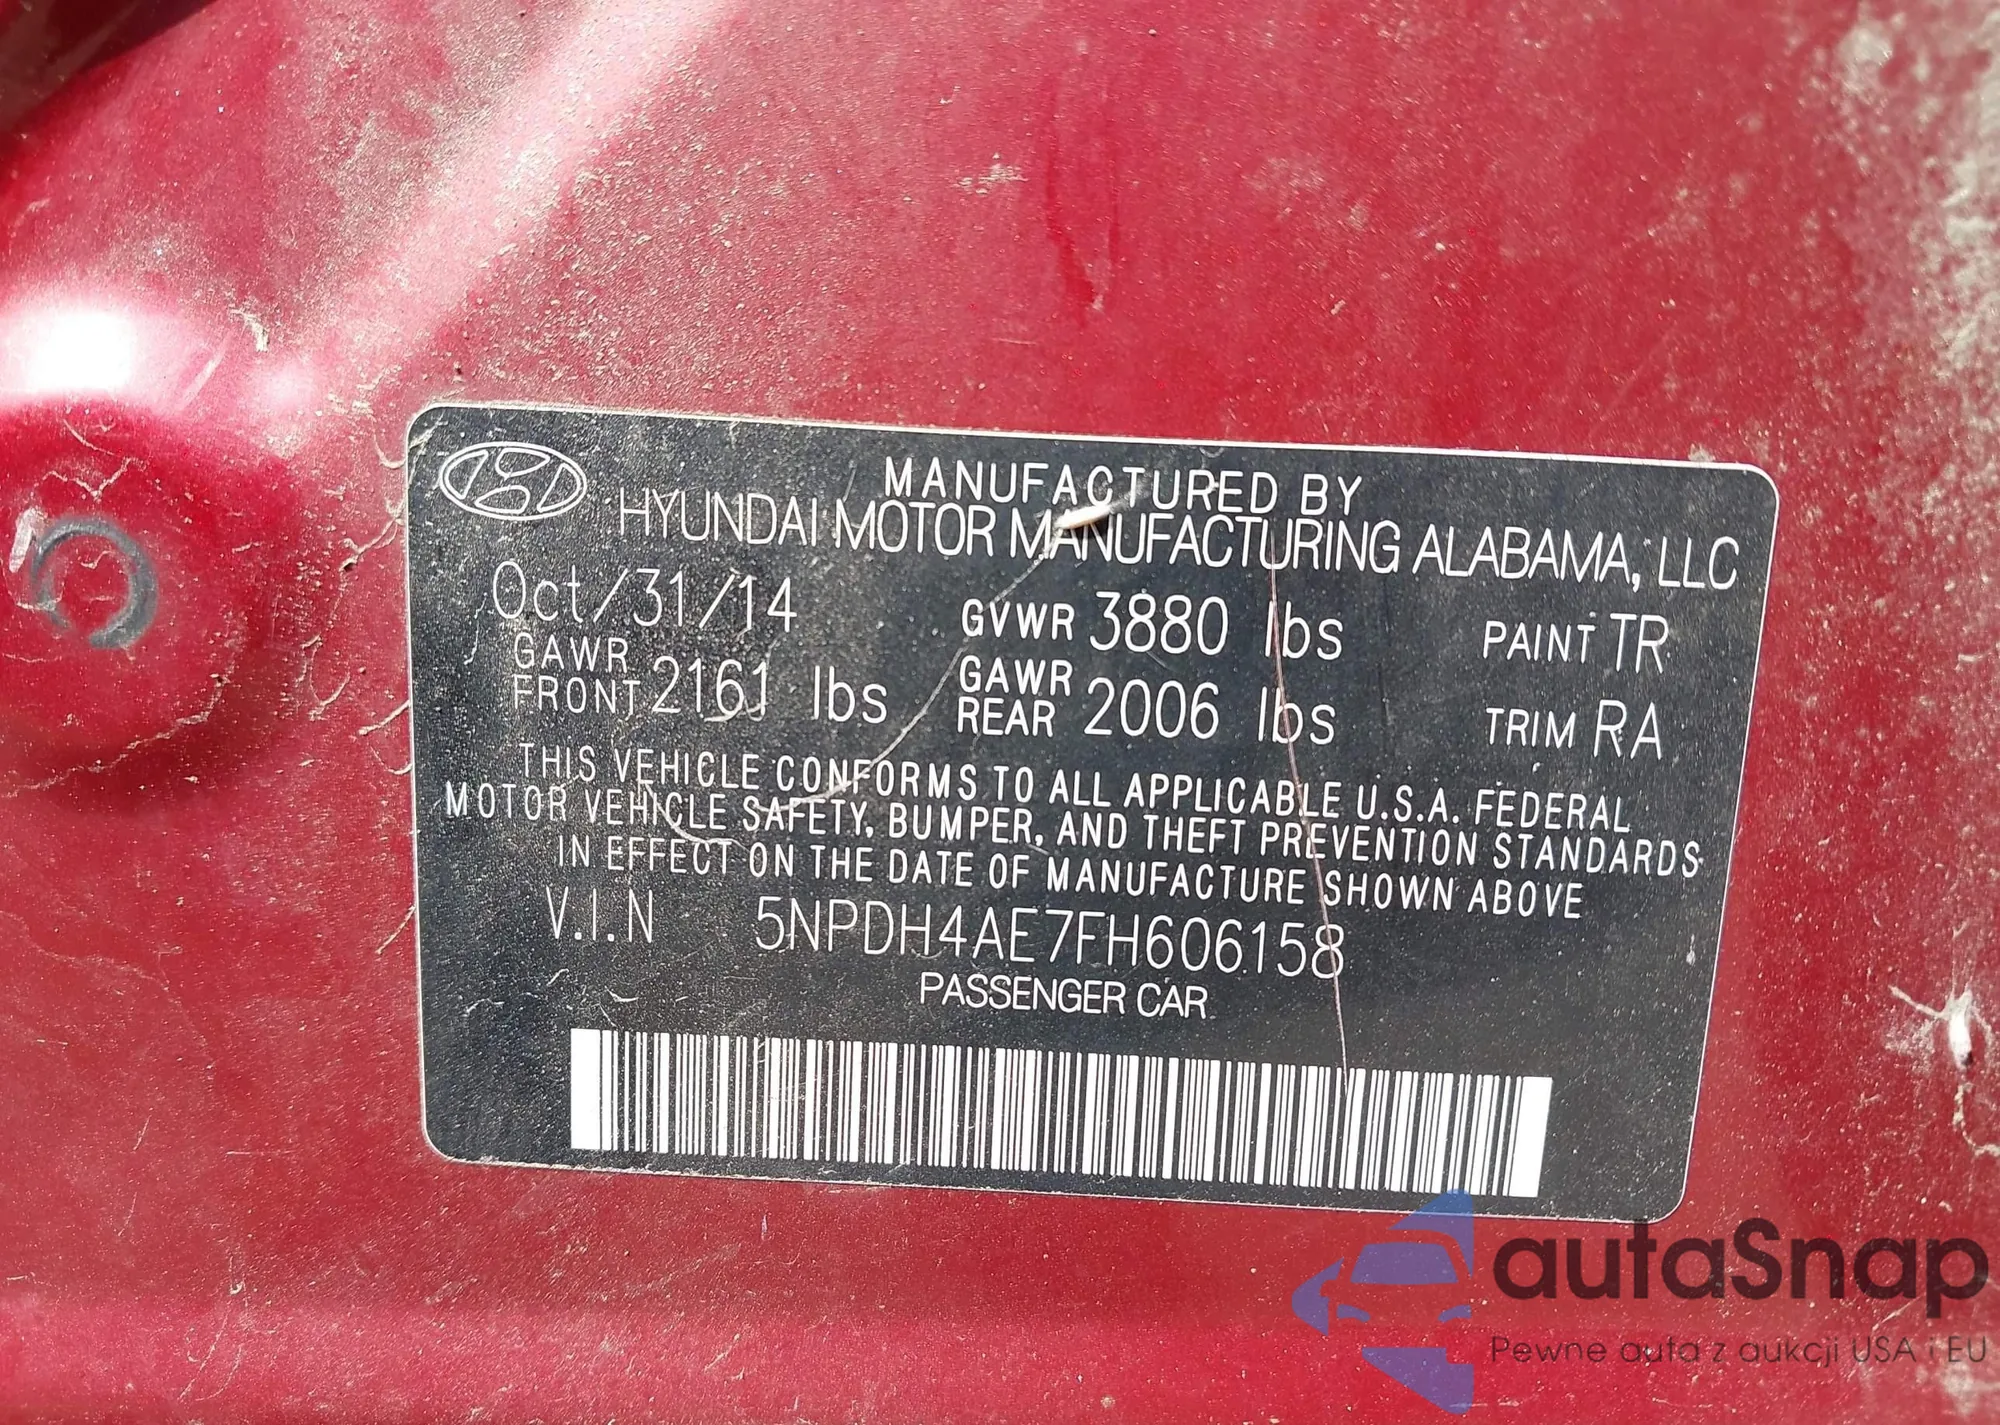 MANUFACTURED BY
HYUNDAI MOTOR MANUFACTURING ALABAMA, LLC
Oct/31/14 GVWR 3880 lbs PAINT TR
GAWR FRONT 2161 lbs GAWR REAR 2006 lbs TRIM RA
THIS VEHICLE CONFORMS TO ALL APPLICABLE U.S.A. FEDERAL
MOTOR VEHICLE SAFETY, BUMPER, AND THEFT PREVENTION STANDARDS
IN EFFECT ON THE DATE OF MANUFACTURE SHOWN ABOVE
V.I.N 5NPDH4AE7FH606158
PASSENGER CAR
autaSnap
Pewne auta z aukcji USA i EU